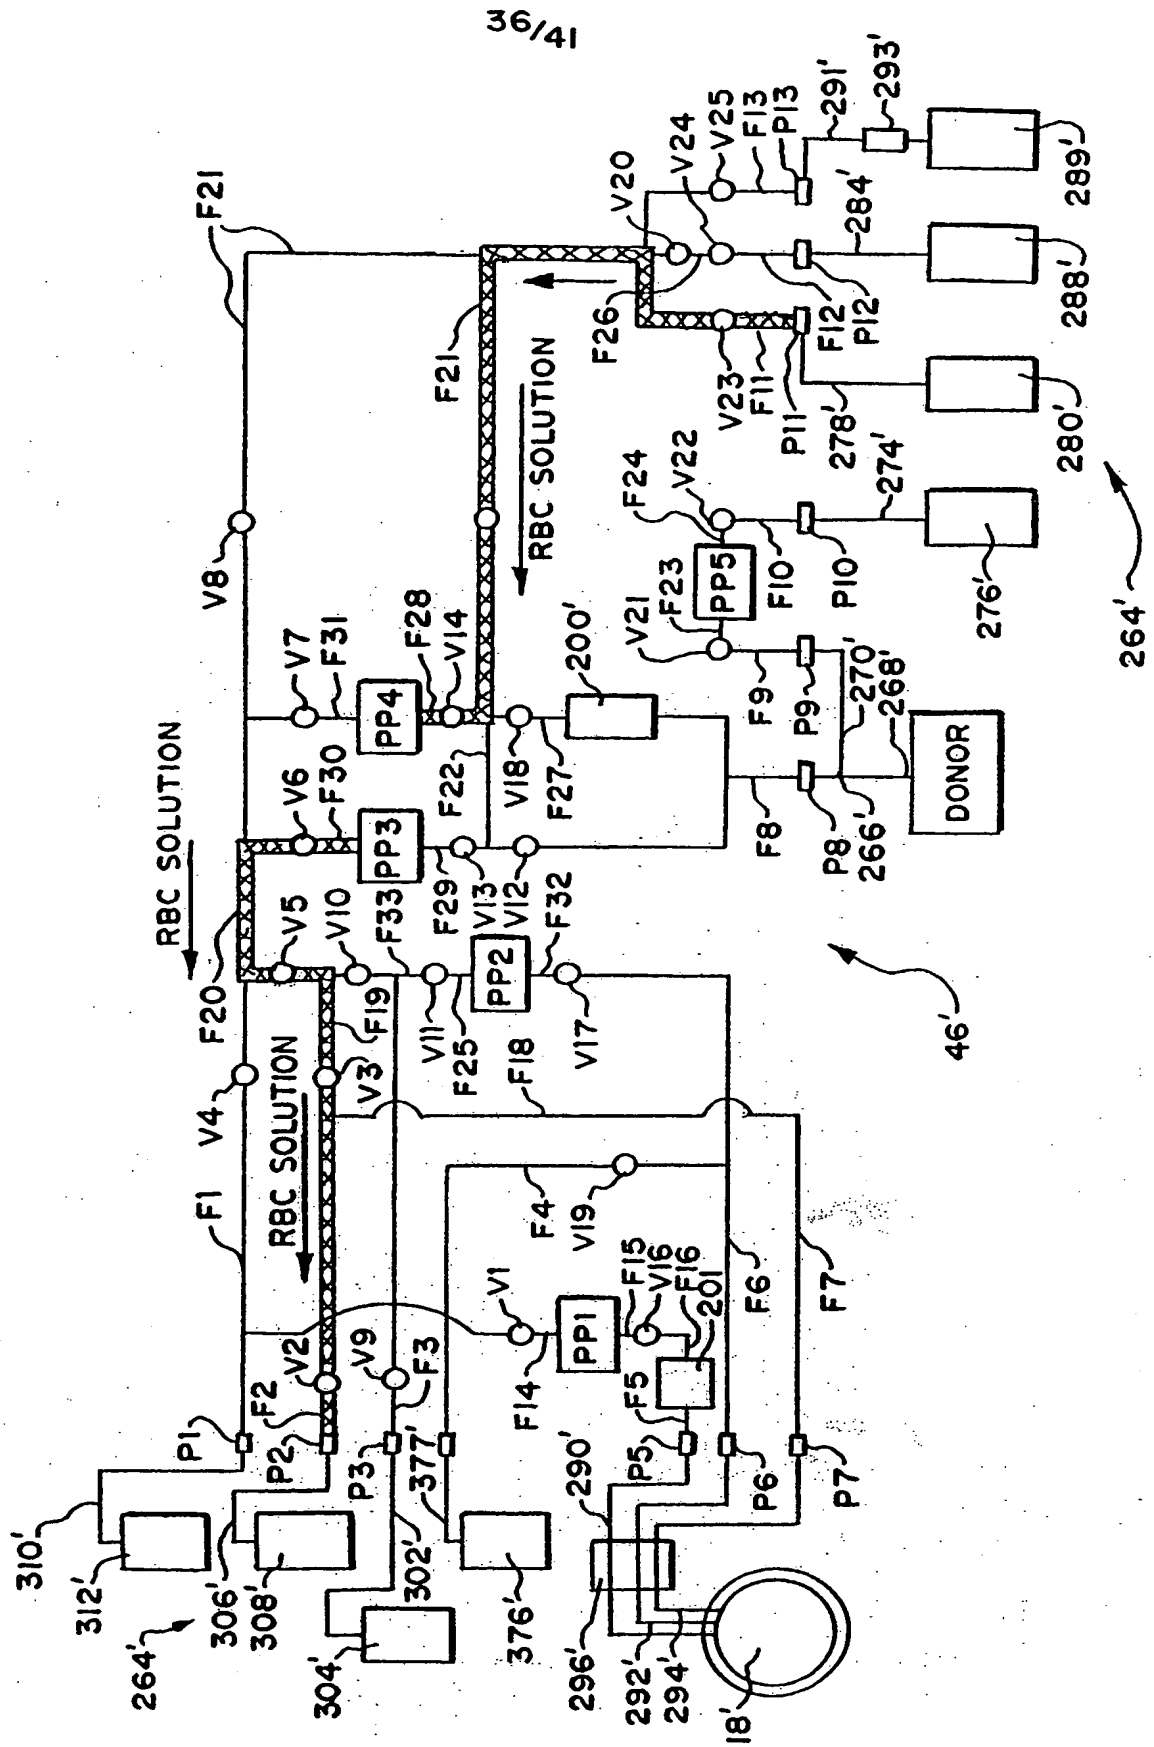 36/41
F21
V8
V7
F31
PP4
F28
V14
F21
RBC SOLUTION
RBC SOLUTION
V6
F30
PP3
F22
F29
V13
V12
V18
F27
200'
F20
V5
V10
F33
V11
F25
PP2
F32
V17
F19
V3
F18
V4
RBC SOLUTION
F1
V2
F2
P2
P1
V9
F3
P3
F4
V19
V1
F14
PP1
F15
V16
F16
201
F5
P5
F6
P6
F7
P7
310'
312'
264'
306'
308'
304'
302'
377'
376'
290'
296'
292'
294'
18'
V20
V24
V25
F13
P13
291'
293'
289'
F26
F12
P12
284'
288'
V23
F11
P11
278'
280'
V22
F24
PP5
F23
V21
F10
P10
274'
276'
F9
P9
270'
268'
F8
P8
266'
DONOR
46'
264'